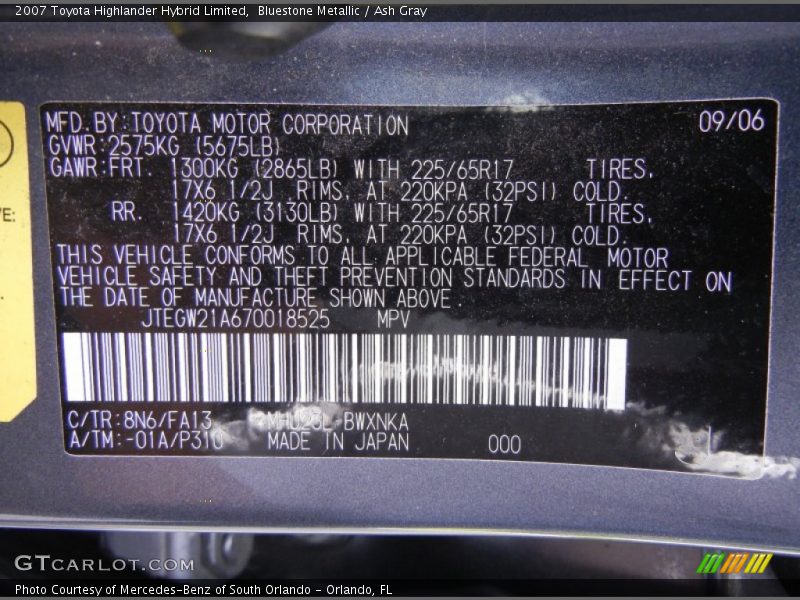 2007 Toyota Highlander Hybrid Limited,  Bluestone Metallic / Ash Gray
MFD.BY:TOYOTA MOTOR CORPORATION 09/06
GVWR:2575KG (5675LB)
GAWR:FRT. 1300KG (2865LB) WITH 225/65R17 TIRES,
17X6 1/2J RIMS, AT 220KPA (32PSI) COLD.
RR. 1420KG (3130LB) WITH 225/65R17 TIRES,
17X6 1/2J RIMS, AT 220KPA (32PSI) COLD.
THIS VEHICLE CONFORMS TO ALL APPLICABLE FEDERAL MOTOR
VEHICLE SAFETY AND THEFT PREVENTION STANDARDS IN EFFECT ON
THE DATE OF MANUFACTURE SHOWN ABOVE.
JTEGW21A670018525 MPV
C/TR:8N6/FA13 MHU23L-BWXNKA
A/TM:-01A/P310 MADE IN JAPAN 000
GTCARLOT.COM
Photo Courtesy of Mercedes-Benz of South Orlando - Orlando, FL